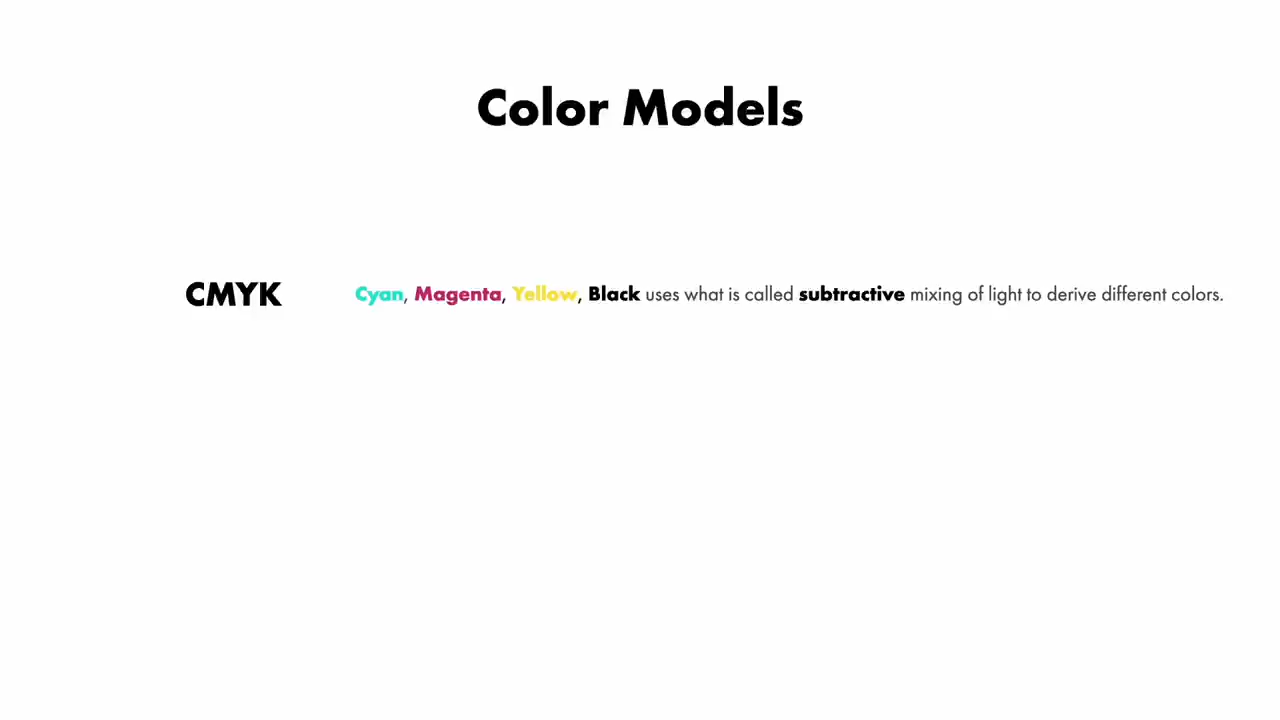 Color Models
CMYK Cyan, Magenta, Yellow, Black uses what is called subtractive mixing of light to derive different colors.